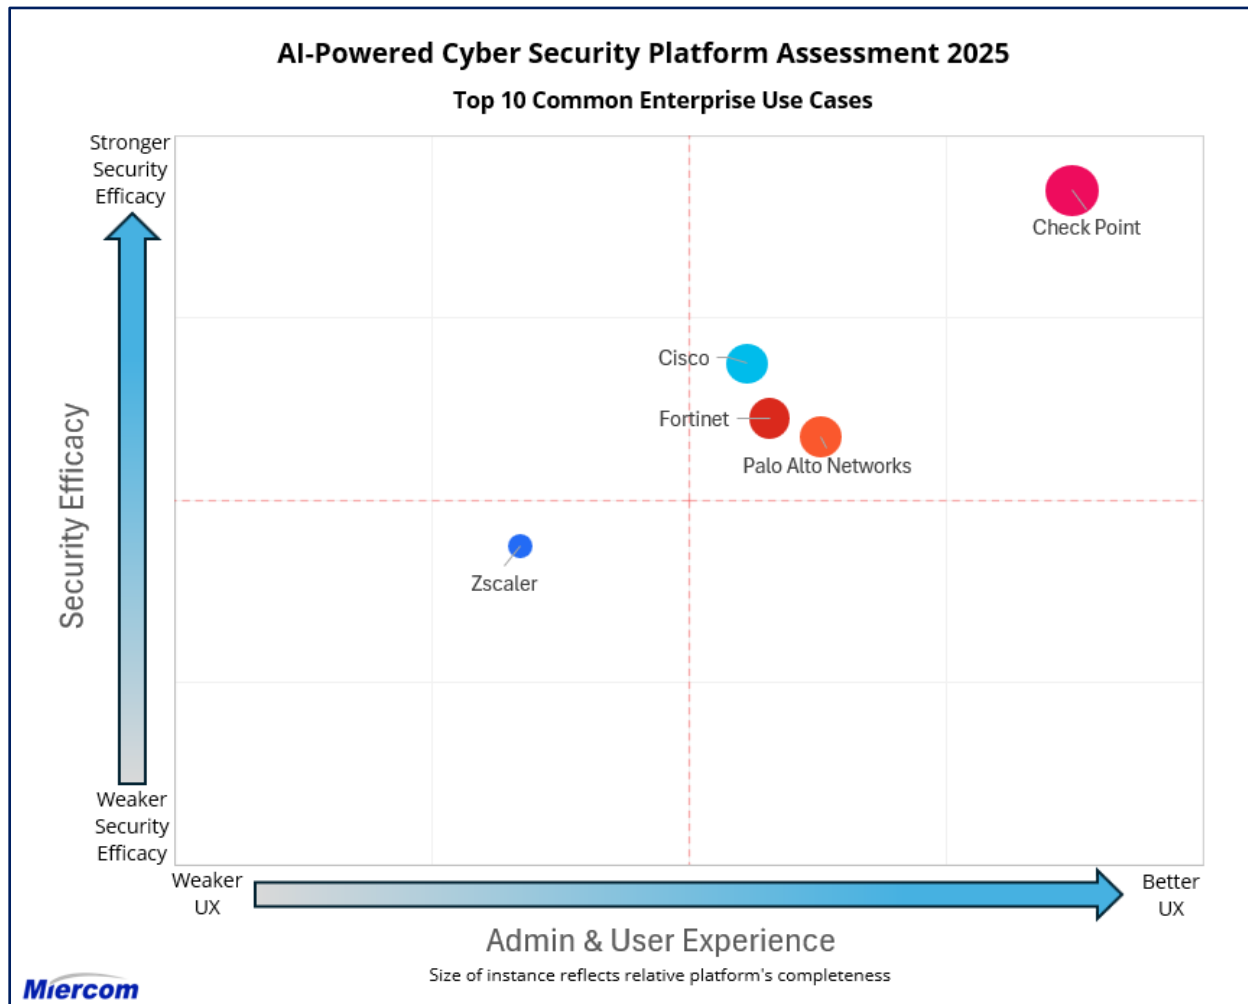 AI-Powered Cyber Security Platform Assessment 2025
Top 10 Common Enterprise Use Cases
Stronger
Security
Efficacy
Check Point
Cisco
Fortinet
Palo Alto Networks
Security Efficacy
Zscaler
Weaker
Security
Efficacy
Weaker
UX
Better
UX
Admin & User Experience
Size of instance reflects relative platform's completeness
Miercom